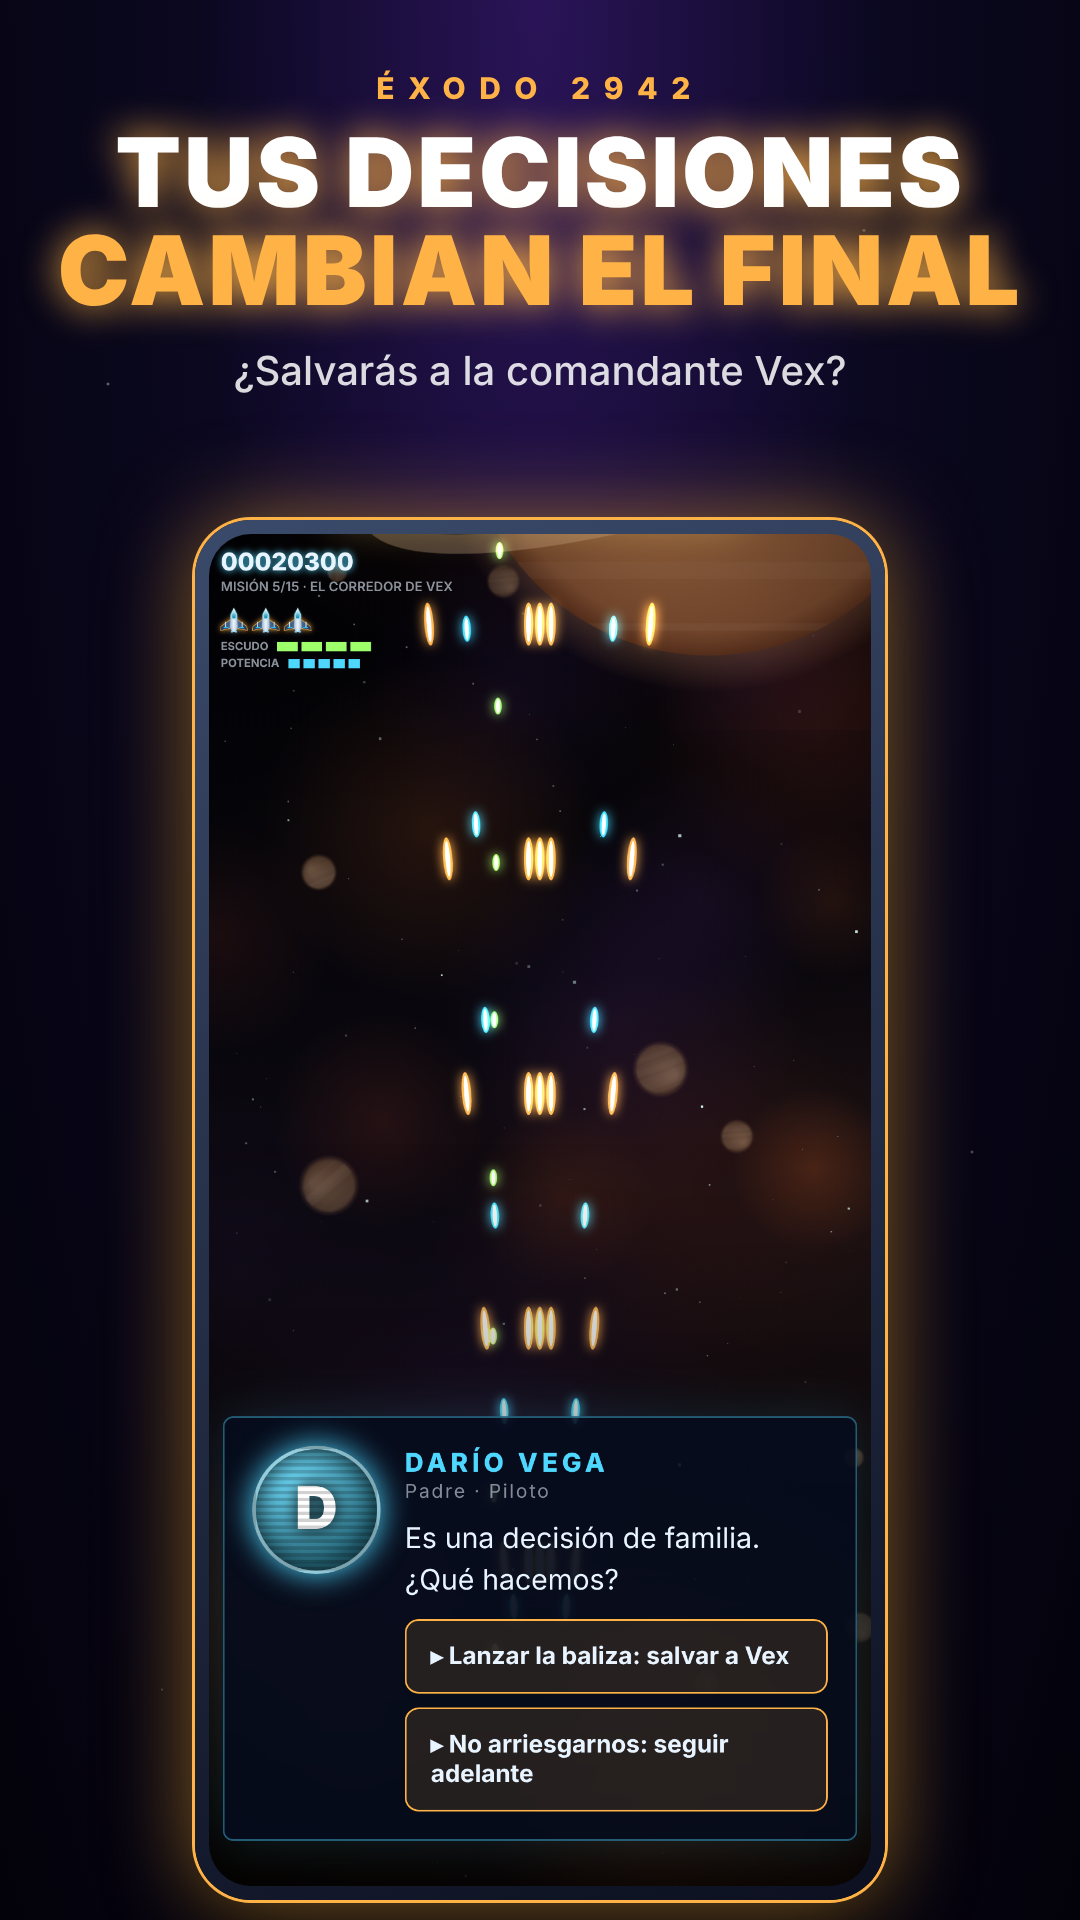 ÉXODO 2942
TUS DECISIONES
CAMBIAN EL FINAL
¿Salvarás a la comandante Vex?
00020300
MISIÓN 5/15 · EL CORREDOR DE VEX
ESCUDO
POTENCIA
D
DARÍO VEGA
Padre · Piloto
Es una decisión de familia.
¿Qué hacemos?
▸ Lanzar la baliza: salvar a Vex
▸ No arriesgarnos: seguir
adelante